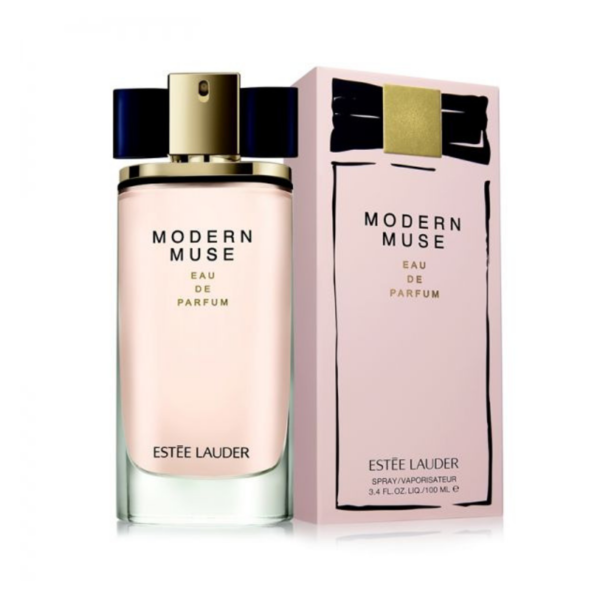 MODERN
MUSE
EAU
DE
PARFUM
ESTĒE LAUDER
MODERN
MUSE
EAU
DE
PARFUM
ESTĒE LAUDER
SPRAY/VAPORISATEUR
3.4 FL.OZ.LIQ./100 ML ℮